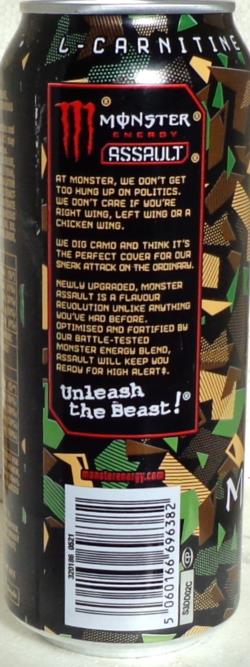 L-CARNITINE
MONSTER
ENERGY
ASSAULT
AT MONSTER, WE DON'T GET
TOO HUNG UP ON POLITICS.
WE DON'T CARE IF YOU'RE
RIGHT WING, LEFT WING OR A
CHICKEN WING.
WE DIG CAMO AND THINK IT'S
THE PERFECT COVER FOR OUR
SNEAK ATTACK ON THE ORDINARY.
NEWLY UPGRADED, MONSTER
ASSAULT IS A FLAVOUR
REVOLUTION UNLIKE ANYTHING
YOU'VE HAD BEFORE.
OPTIMISED AND FORTIFIED BY
OUR BATTLE-TESTED
MONSTER ENERGY BLEND,
ASSAULT WILL KEEP YOU
READY FOR HIGH ALERT‡.
Unleash
the Beast!®
monsterenergy.com
320186 0621
5 060166 696382
S3DD02C